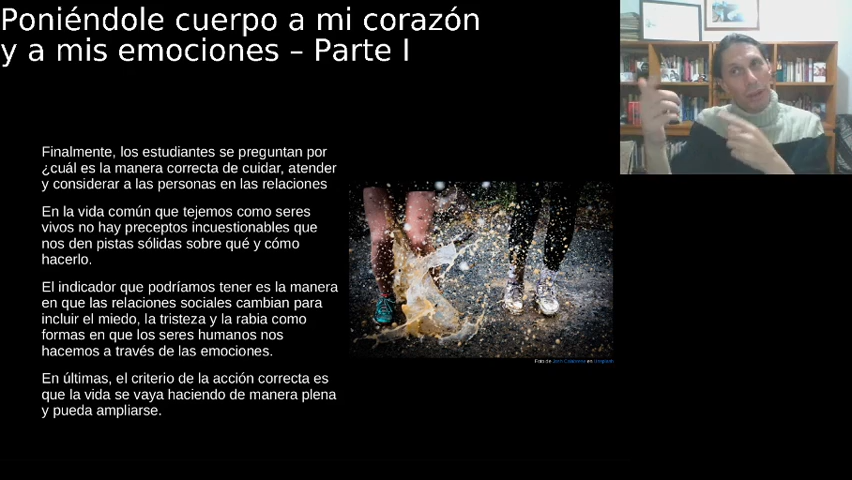 Poniéndole cuerpo a mi corazón
y a mis emociones – Parte I
Finalmente, los estudiantes se preguntan por
¿cuál es la manera correcta de cuidar, atender
y considerar a las personas en las relaciones
En la vida común que tejemos como seres
vivos no hay preceptos incuestionables que
nos den pistas sólidas sobre qué y cómo
hacerlo.
El indicador que podríamos tener es la manera
en que las relaciones sociales cambian para
incluir el miedo, la tristeza y la rabia como
formas en que los seres humanos nos
hacemos a través de las emociones.
En últimas, el criterio de la acción correcta es
que la vida se vaya haciendo de manera plena
y pueda ampliarse.
Foto de en Unsplash